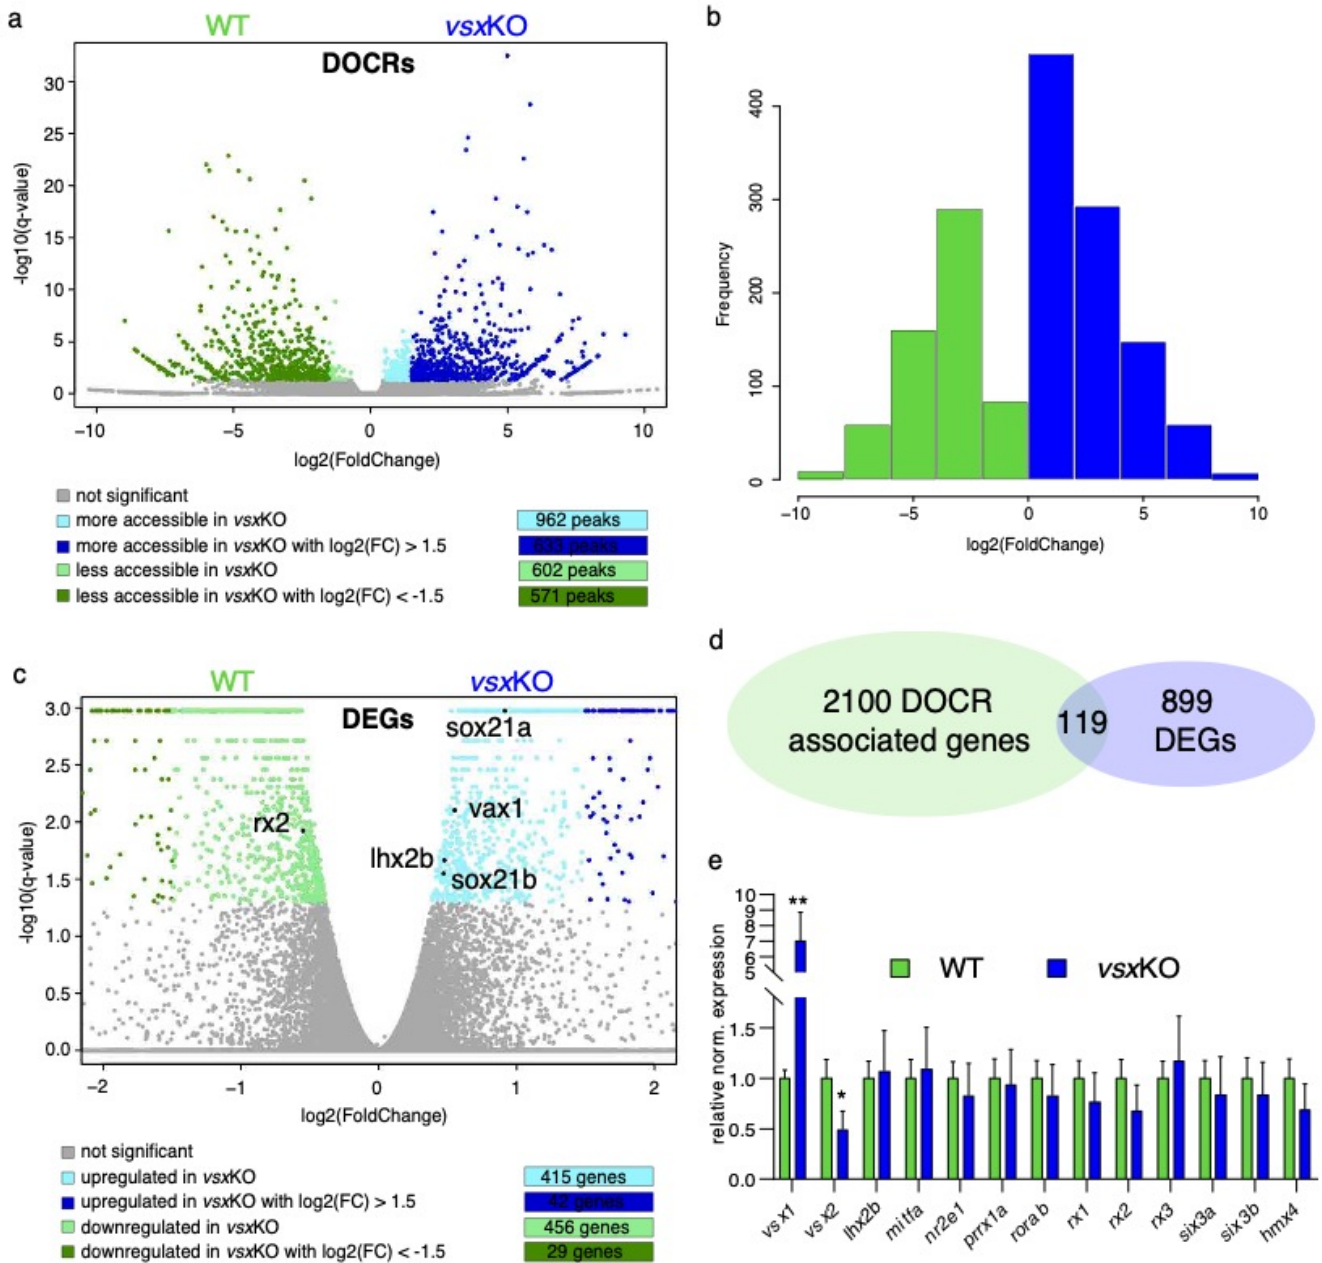 a
WT
vsxKO
DOCRs
-log10(q-value)
30
25
20
15
10
5
0
−10
−5
0
5
10
log2(FoldChange)
not significant
more accessible in vsxKO
962 peaks
more accessible in vsxKO with log2(FC) > 1.5
833 peaks
less accessible in vsxKO
602 peaks
less accessible in vsxKO with log2(FC) < -1.5
571 peaks
b
Frequency
400
300
200
100
0
−10
−5
0
5
10
log2(FoldChange)
c
WT
vsxKO
DEGs
-log10(q-value)
3.0
2.5
2.0
1.5
1.0
0.5
0.0
sox21a
vax1
rx2
lhx2b
sox21b
−2
−1
0
1
2
log2(FoldChange)
not significant
upregulated in vsxKO
415 genes
upregulated in vsxKO with log2(FC) > 1.5
42 genes
downregulated in vsxKO
456 genes
downregulated in vsxKO with log2(FC) < -1.5
29 genes
d
2100 DOCR
associated genes
119
899
DEGs
e
relative norm. expression
10
9
8
7
6
5
1.5
1.0
0.5
0.0
**
*
WT
vsxKO
vsx1
vsx2
lhx2b
mitfa
nr2e1
prrx1a
rorab
rx1
rx2
rx3
six3a
six3b
hmx4